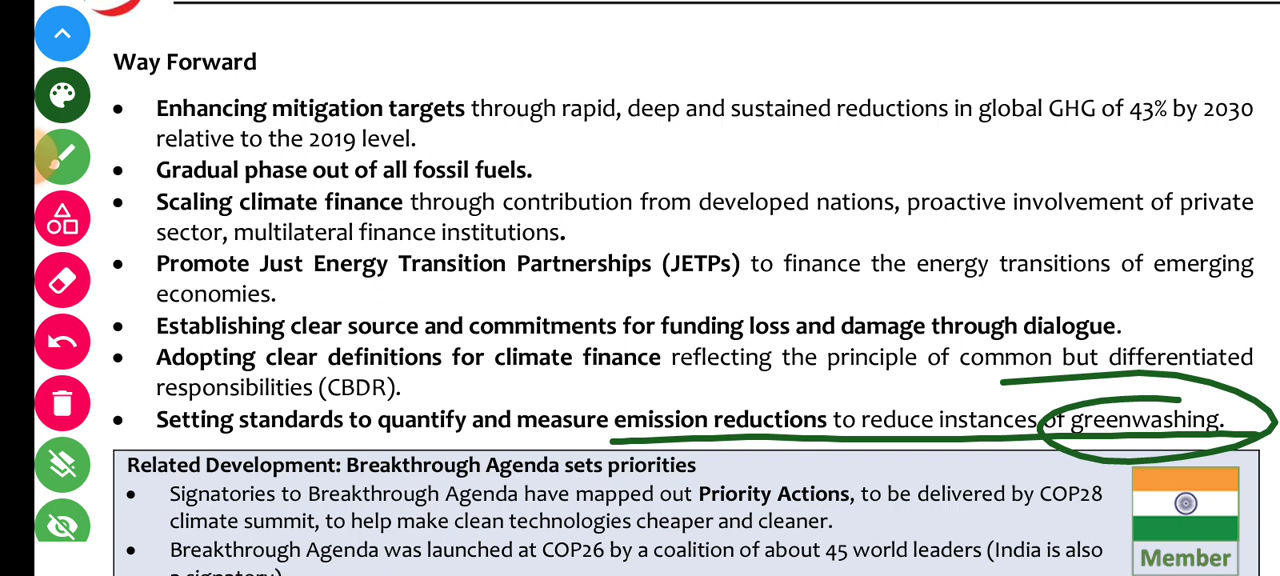 Way Forward
• Enhancing mitigation targets through rapid, deep and sustained reductions in global GHG of 43% by 2030
relative to the 2019 level.
• Gradual phase out of all fossil fuels.
• Scaling climate finance through contribution from developed nations, proactive involvement of private
sector, multilateral finance institutions.
• Promote Just Energy Transition Partnerships (JETPs) to finance the energy transitions of emerging
economies.
• Establishing clear source and commitments for funding loss and damage through dialogue.
• Adopting clear definitions for climate finance reflecting the principle of common but differentiated
responsibilities (CBDR).
• Setting standards to quantify and measure emission reductions to reduce instances of greenwashing.
Related Development: Breakthrough Agenda sets priorities
• Signatories to Breakthrough Agenda have mapped out Priority Actions, to be delivered by COP28
climate summit, to help make clean technologies cheaper and cleaner.
• Breakthrough Agenda was launched at COP26 by a coalition of about 45 world leaders (India is also
a signatory)
Member